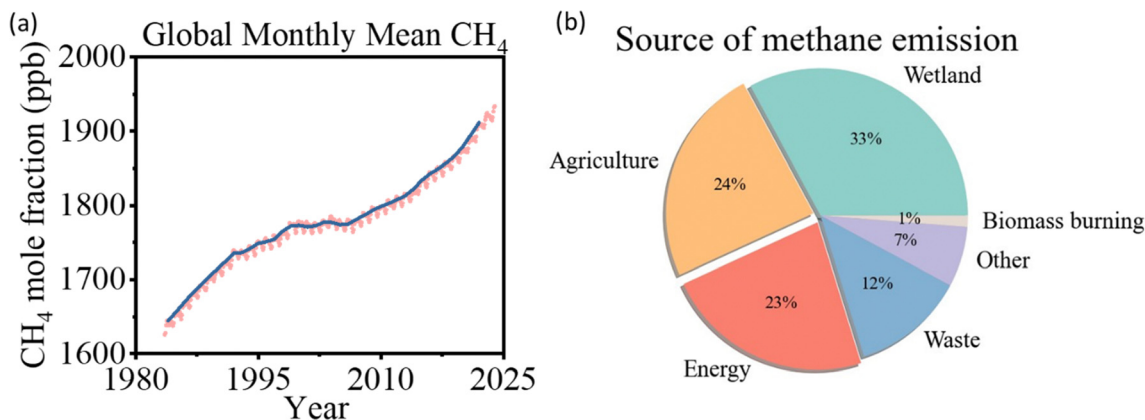 (a)
Global Monthly Mean CH₄
CH₄ mole fraction (ppb)
2000
1900
1800
1700
1600
1980
1995
2010
2025
Year
(b)
Source of methane emission
Wetland
33%
Agriculture
24%
1%
Biomass burning
7%
Other
12%
Waste
23%
Energy